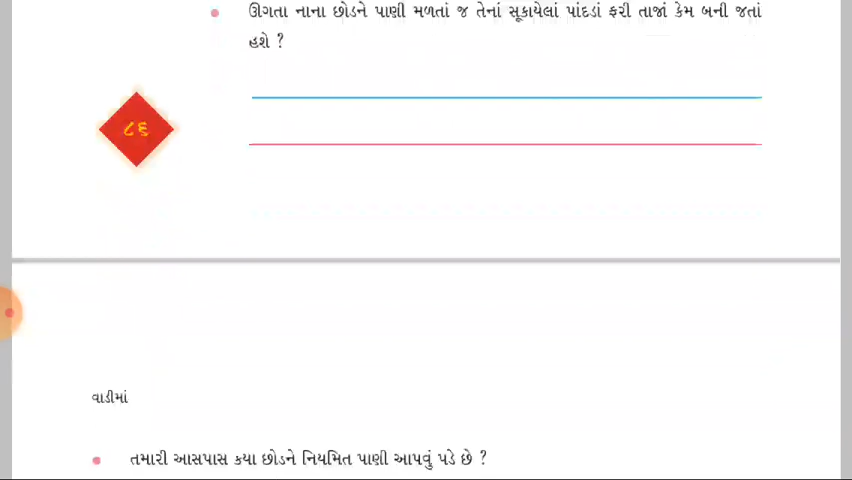 ઊગતા નાના છોડને પાણી મળતાં જ તેનાં સૂકાયેલાં પાંદડાં ફરી તાજાં કેમ બની જતાં
હશે ?
૮૬
વાડીમાં
તમારી આસપાસ કયા છોડને નિયમિત પાણી આપવું પડે છે ?